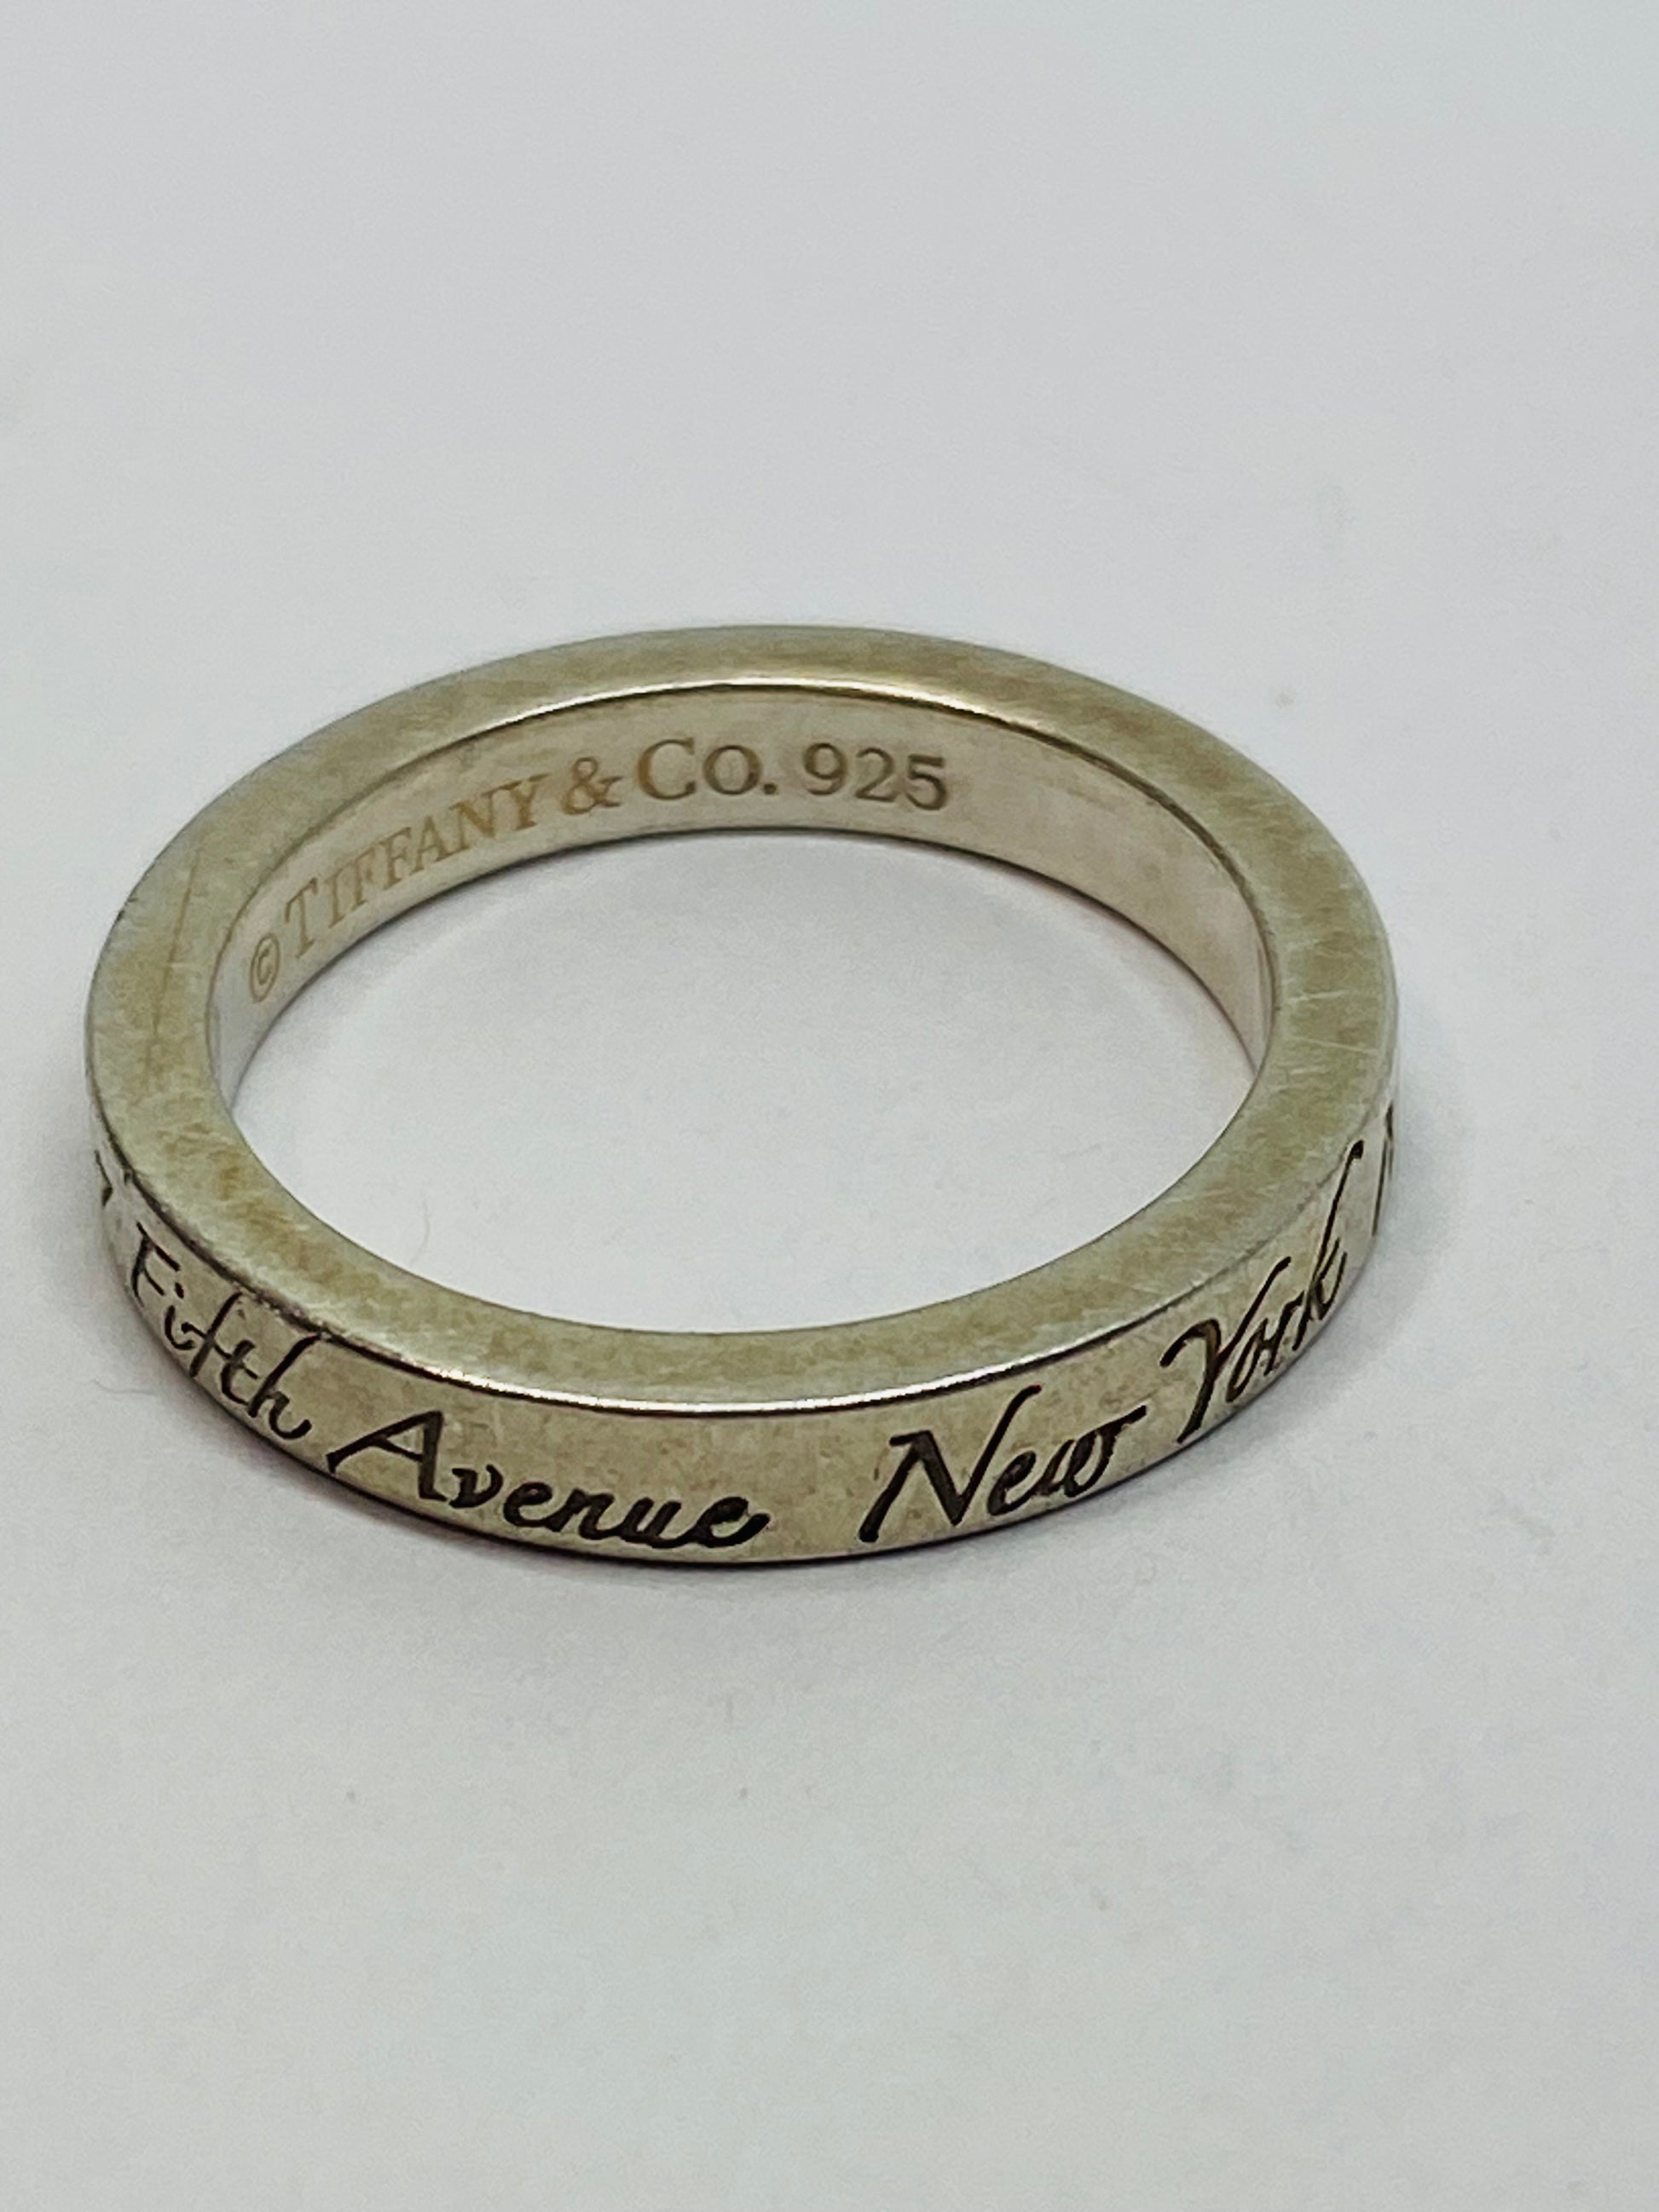 © TIFFANY & CO. 925
Fifth Avenue New York